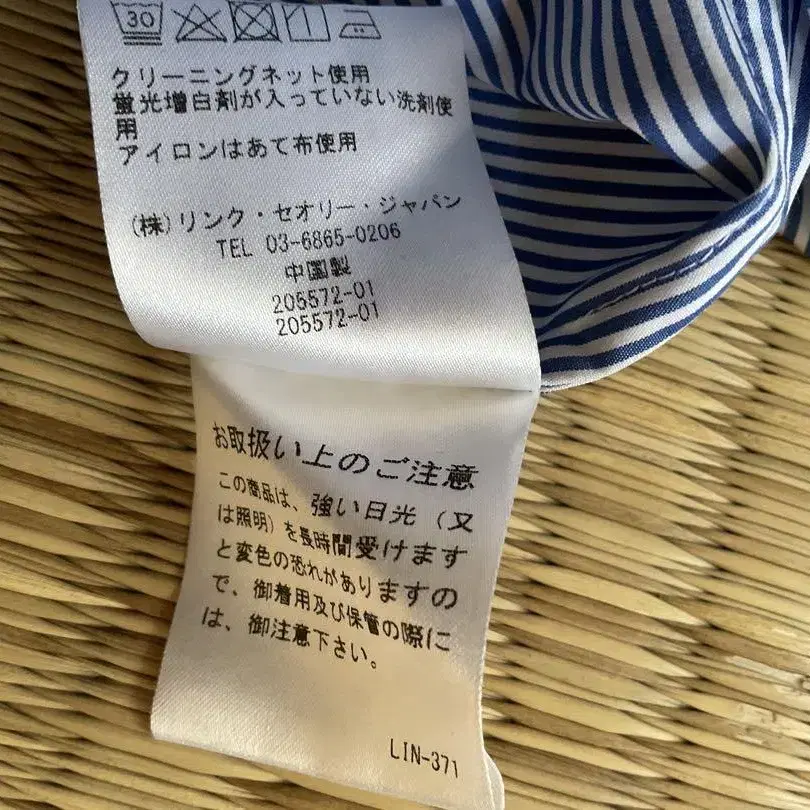 30
クリーニングネット使用
蛍光増白剤が入っていない洗剤使
用
アイロンはあて布使用
(株)リンク・セオリー・ジャパン
TEL 03-6865-0206
中国製
205572-01
205572-01
お取扱い上のご注意
この商品は、強い日光（又
は照明）を長時間受けます
と変色の恐れがありますの
で、御着用及び保管の際に
は、御注意下さい。
LIN-371